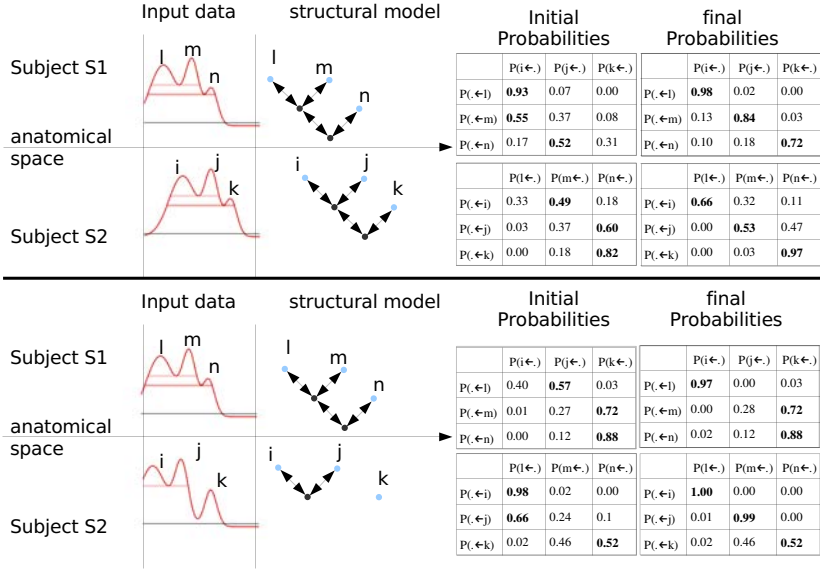 Input data structural model Initial Probabilities final Probabilities
Subject S1
l m n
l m n
P(i←.) P(j←.) P(k←.) P(i←.) P(j←.) P(k←.)
P(.←l) 0.93 0.07 0.00 P(.←l) 0.98 0.02 0.00
P(.←m) 0.55 0.37 0.08 P(.←m) 0.13 0.84 0.03
P(.←n) 0.17 0.52 0.31 P(.←n) 0.10 0.18 0.72
anatomical
space
Subject S2
i j k
i j k
P(l←.) P(m←.) P(n←.) P(l←.) P(m←.) P(n←.)
P(.←i) 0.33 0.49 0.18 P(.←i) 0.66 0.32 0.11
P(.←j) 0.03 0.37 0.60 P(.←j) 0.00 0.53 0.47
P(.←k) 0.00 0.18 0.82 P(.←k) 0.00 0.03 0.97
Input data structural model Initial Probabilities final Probabilities
Subject S1
l m n
l m n
P(i←.) P(j←.) P(k←.) P(i←.) P(j←.) P(k←.)
P(.←l) 0.40 0.57 0.03 P(.←l) 0.97 0.00 0.03
P(.←m) 0.01 0.27 0.72 P(.←m) 0.00 0.28 0.72
P(.←n) 0.00 0.12 0.88 P(.←n) 0.02 0.12 0.88
anatomical
space
Subject S2
i j k
i j k
P(l←.) P(m←.) P(n←.) P(l←.) P(m←.) P(n←.)
P(.←i) 0.98 0.02 0.00 P(.←i) 1.00 0.00 0.00
P(.←j) 0.66 0.24 0.1 P(.←j) 0.01 0.99 0.00
P(.←k) 0.02 0.46 0.52 P(.←k) 0.02 0.46 0.52